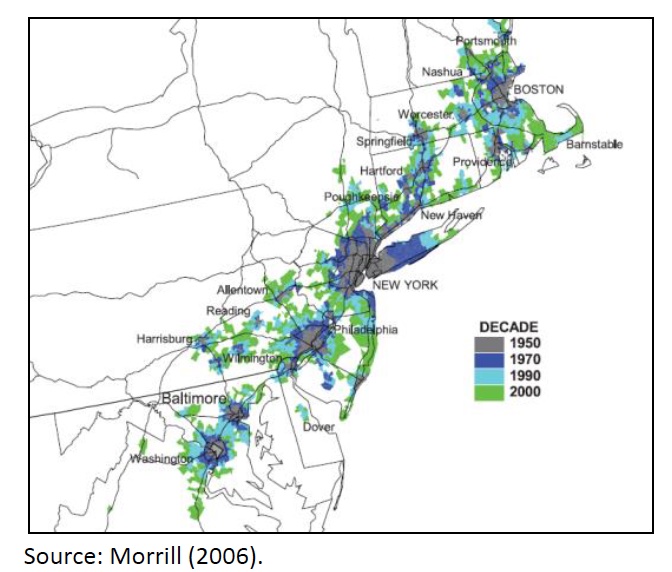 Portsmouth
Nashua
BOSTON
Worcester
Springfield
Barnstable
Providence
Hartford
Poughkeepsie
New Haven
Allentown
NEW YORK
Reading
Philadelphia
Harrisburg
Wilmington
DECADE
1950
1970
1990
2000
Baltimore
Dover
Washington
Source: Morrill (2006).